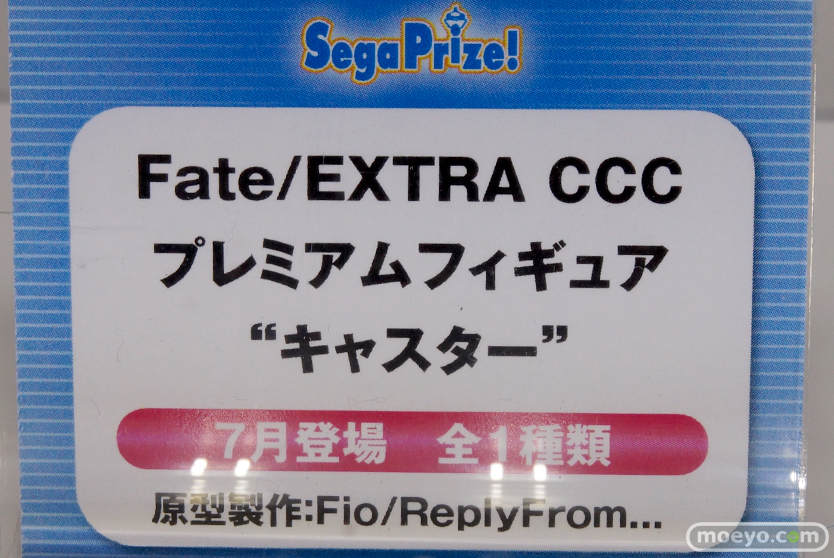 SegaPrize!
Fate/EXTRA CCC
プレミアムフィギュア
“キャスター”
7月登場 全1種類
原型製作:Fio/ReplyFrom...
moeyo.com